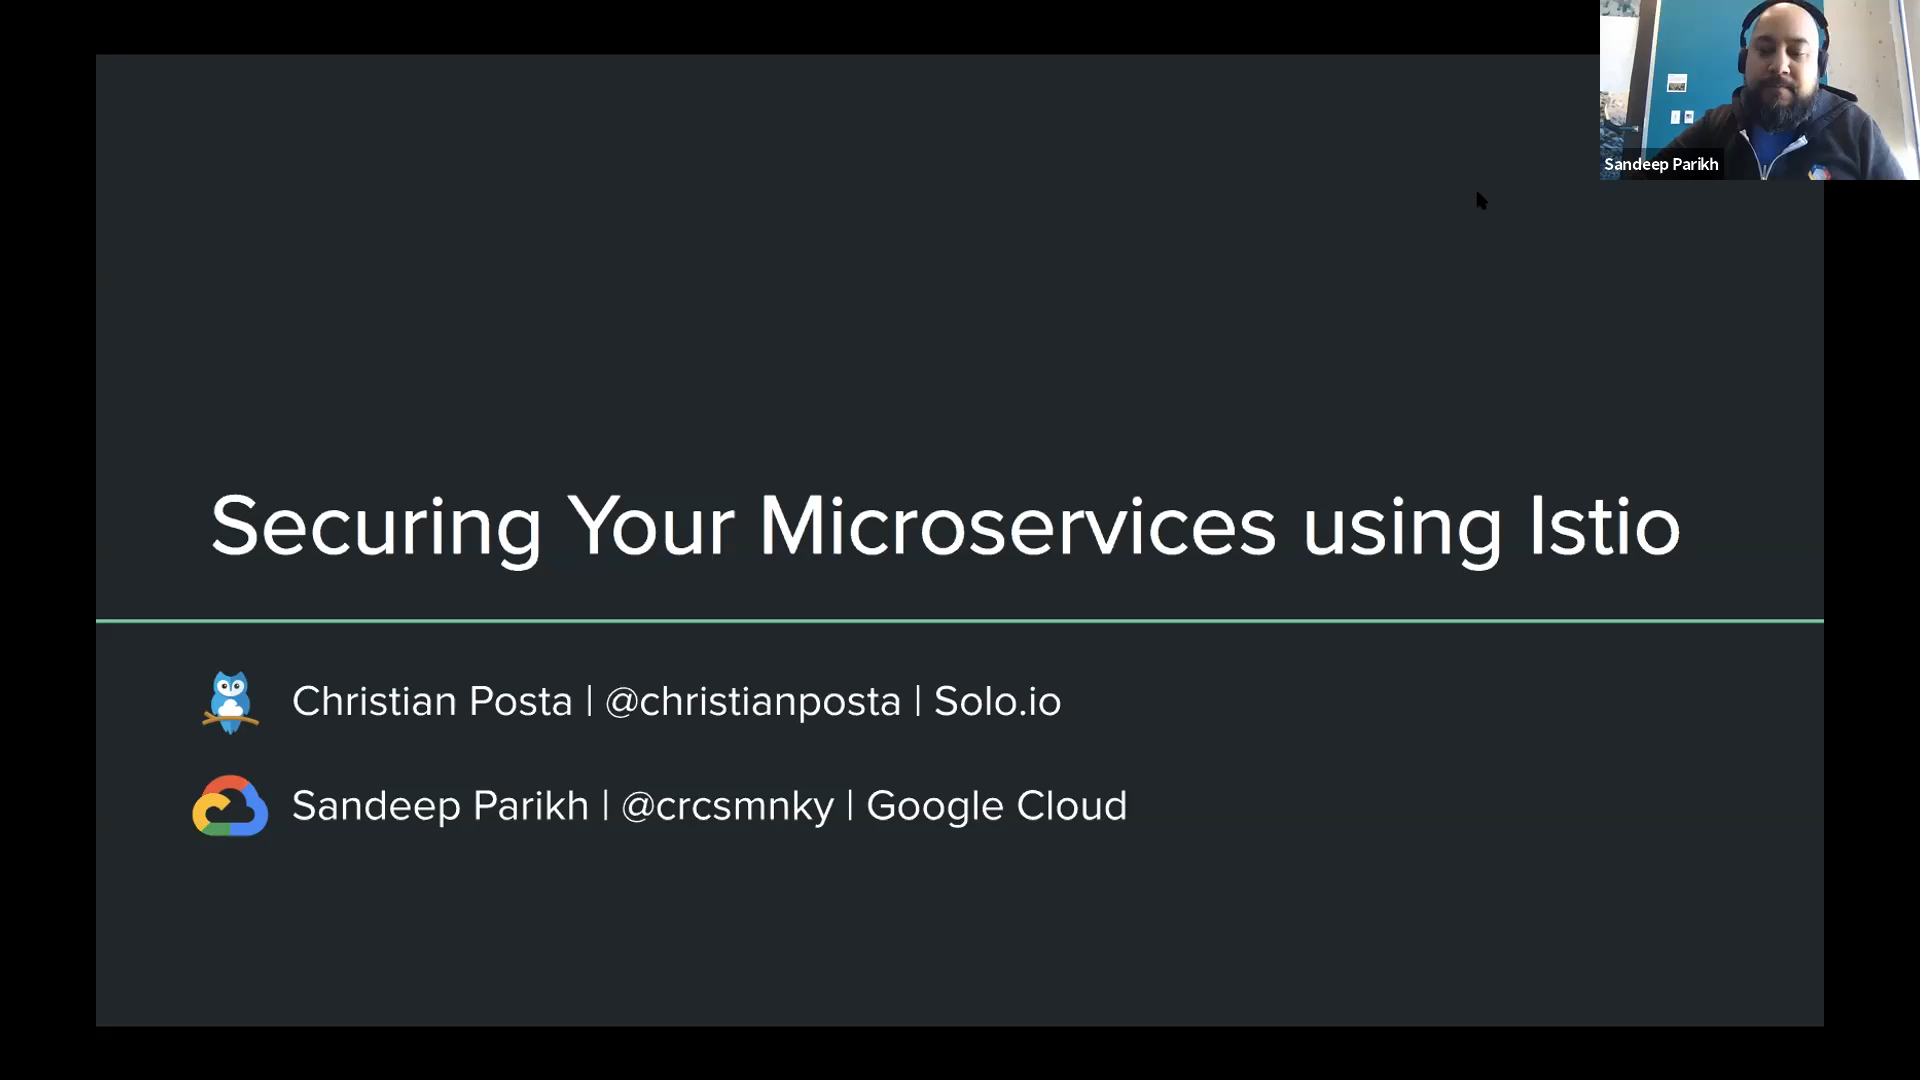 Sandeep Parikh
Securing Your Microservices using Istio
Christian Posta | @christianposta | Solo.io
Sandeep Parikh | @crcsmnky | Google Cloud